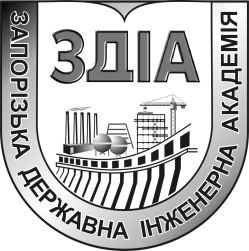 ЗДІА
ЗАПОРІЗЬКА ДЕРЖАВНА ІНЖЕНЕРНА АКАДЕМІЯ